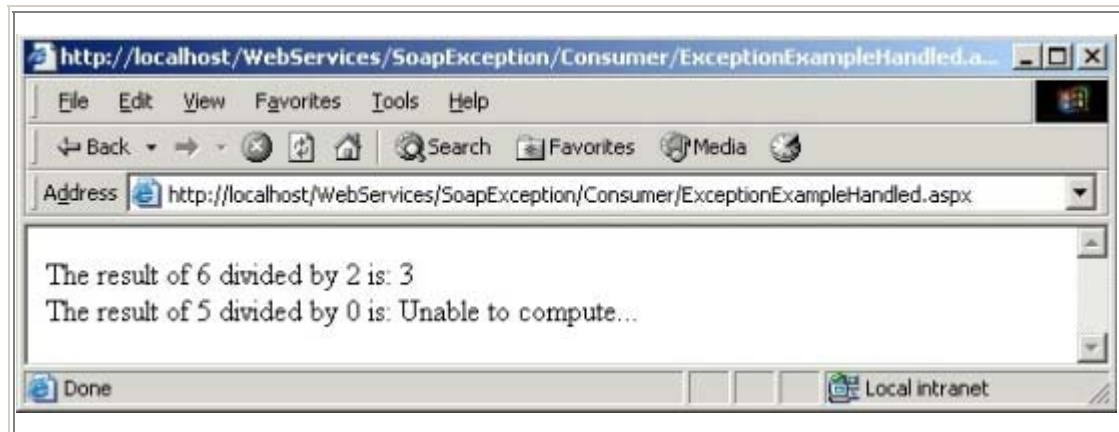 http://localhost/WebServices/SoapException/Consumer/ExceptionExampleHandled.a...
File Edit View Favorites Tools Help
Back Search Favorites Media
Address http://localhost/WebServices/SoapException/Consumer/ExceptionExampleHandled.aspx
The result of 6 divided by 2 is: 3
The result of 5 divided by 0 is: Unable to compute...
Done Local intranet